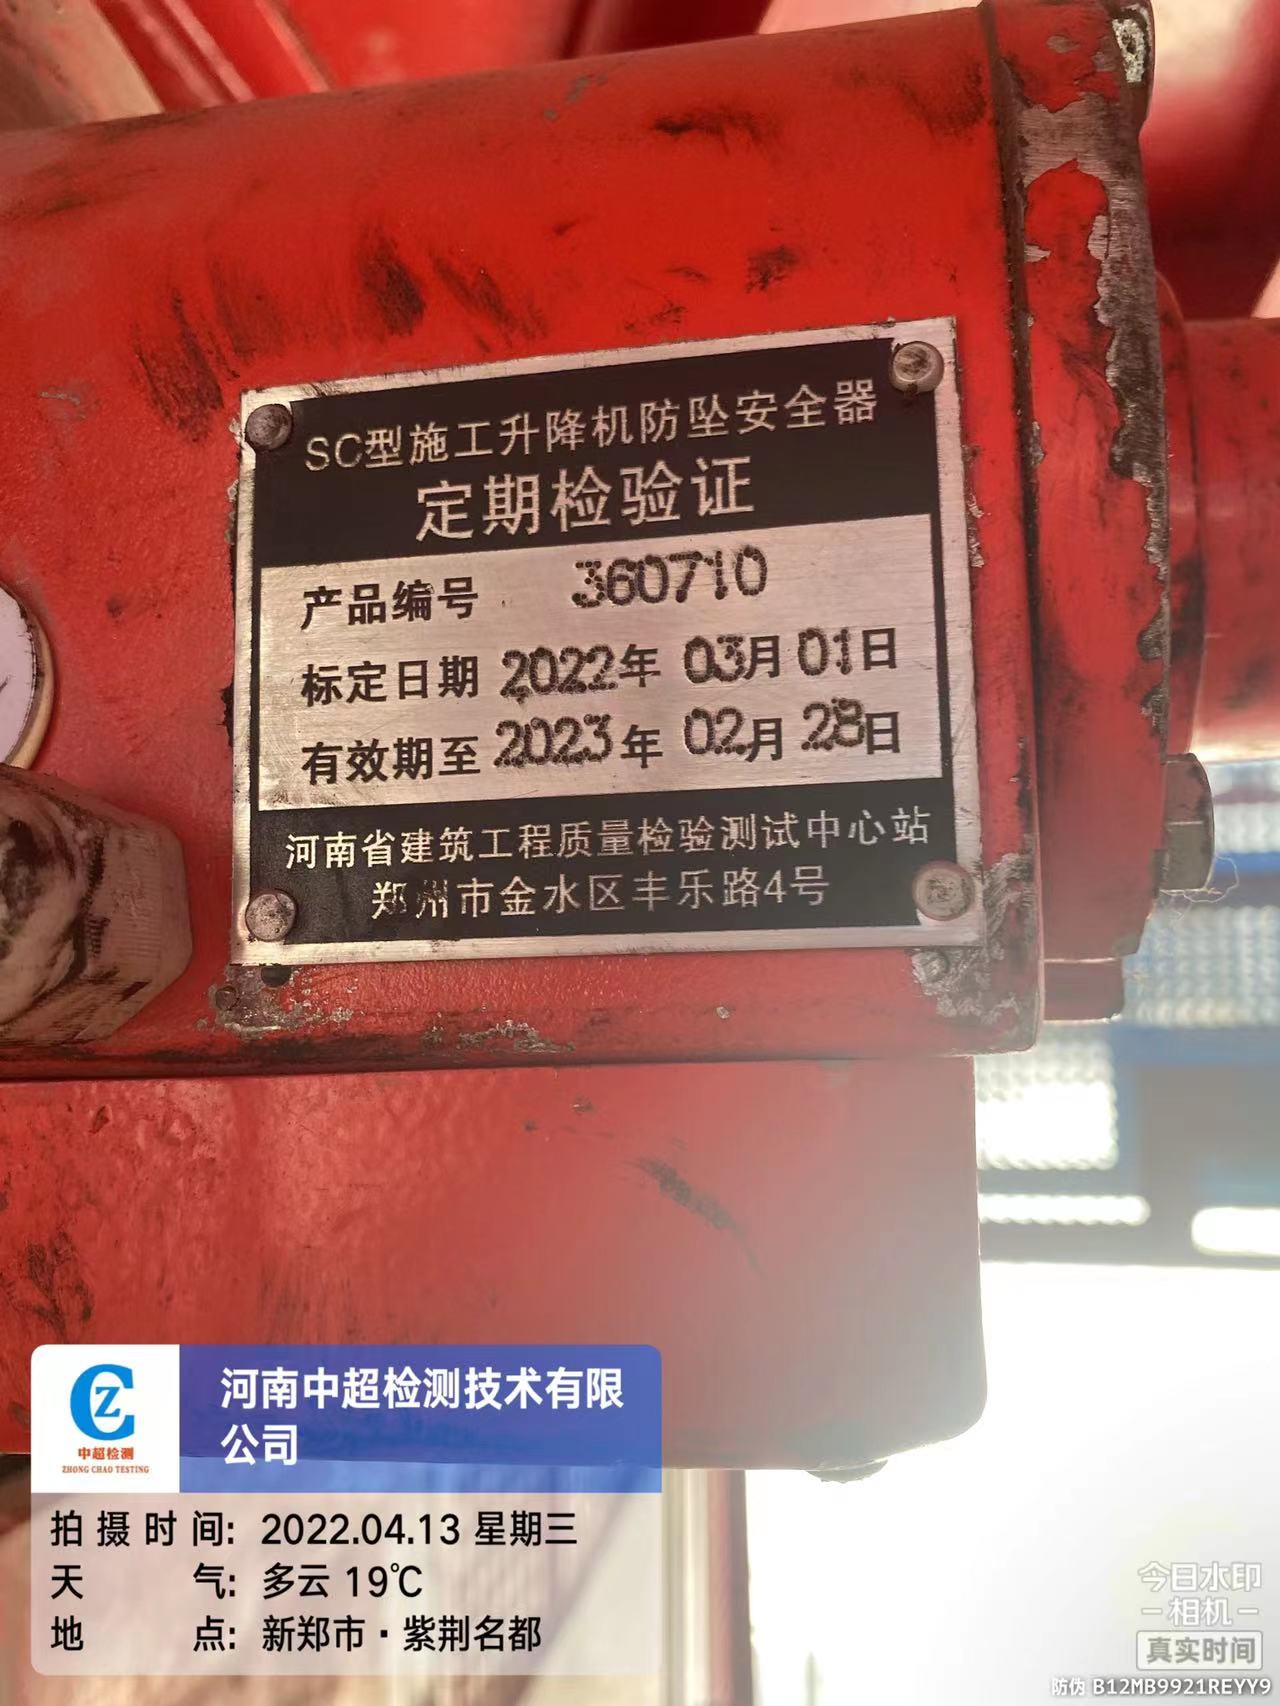 SC型施工升降机防坠安全器
定期检验证
产品编号 360710
标定日期 2022年 03月 01日
有效期至 2023年 02月 28日
河南省建筑工程质量检验测试中心站
郑州市金水区丰乐路4号
CZ
中超检测
ZHONG CHAO TESTING
河南中超检测技术有限
公司
拍摄时间: 2022.04.13 星期三
天气: 多云 19℃
地点: 新郑市·紫荆名都
今日水印
-相机-
真实时间
防伪 B12MB9921REYY9